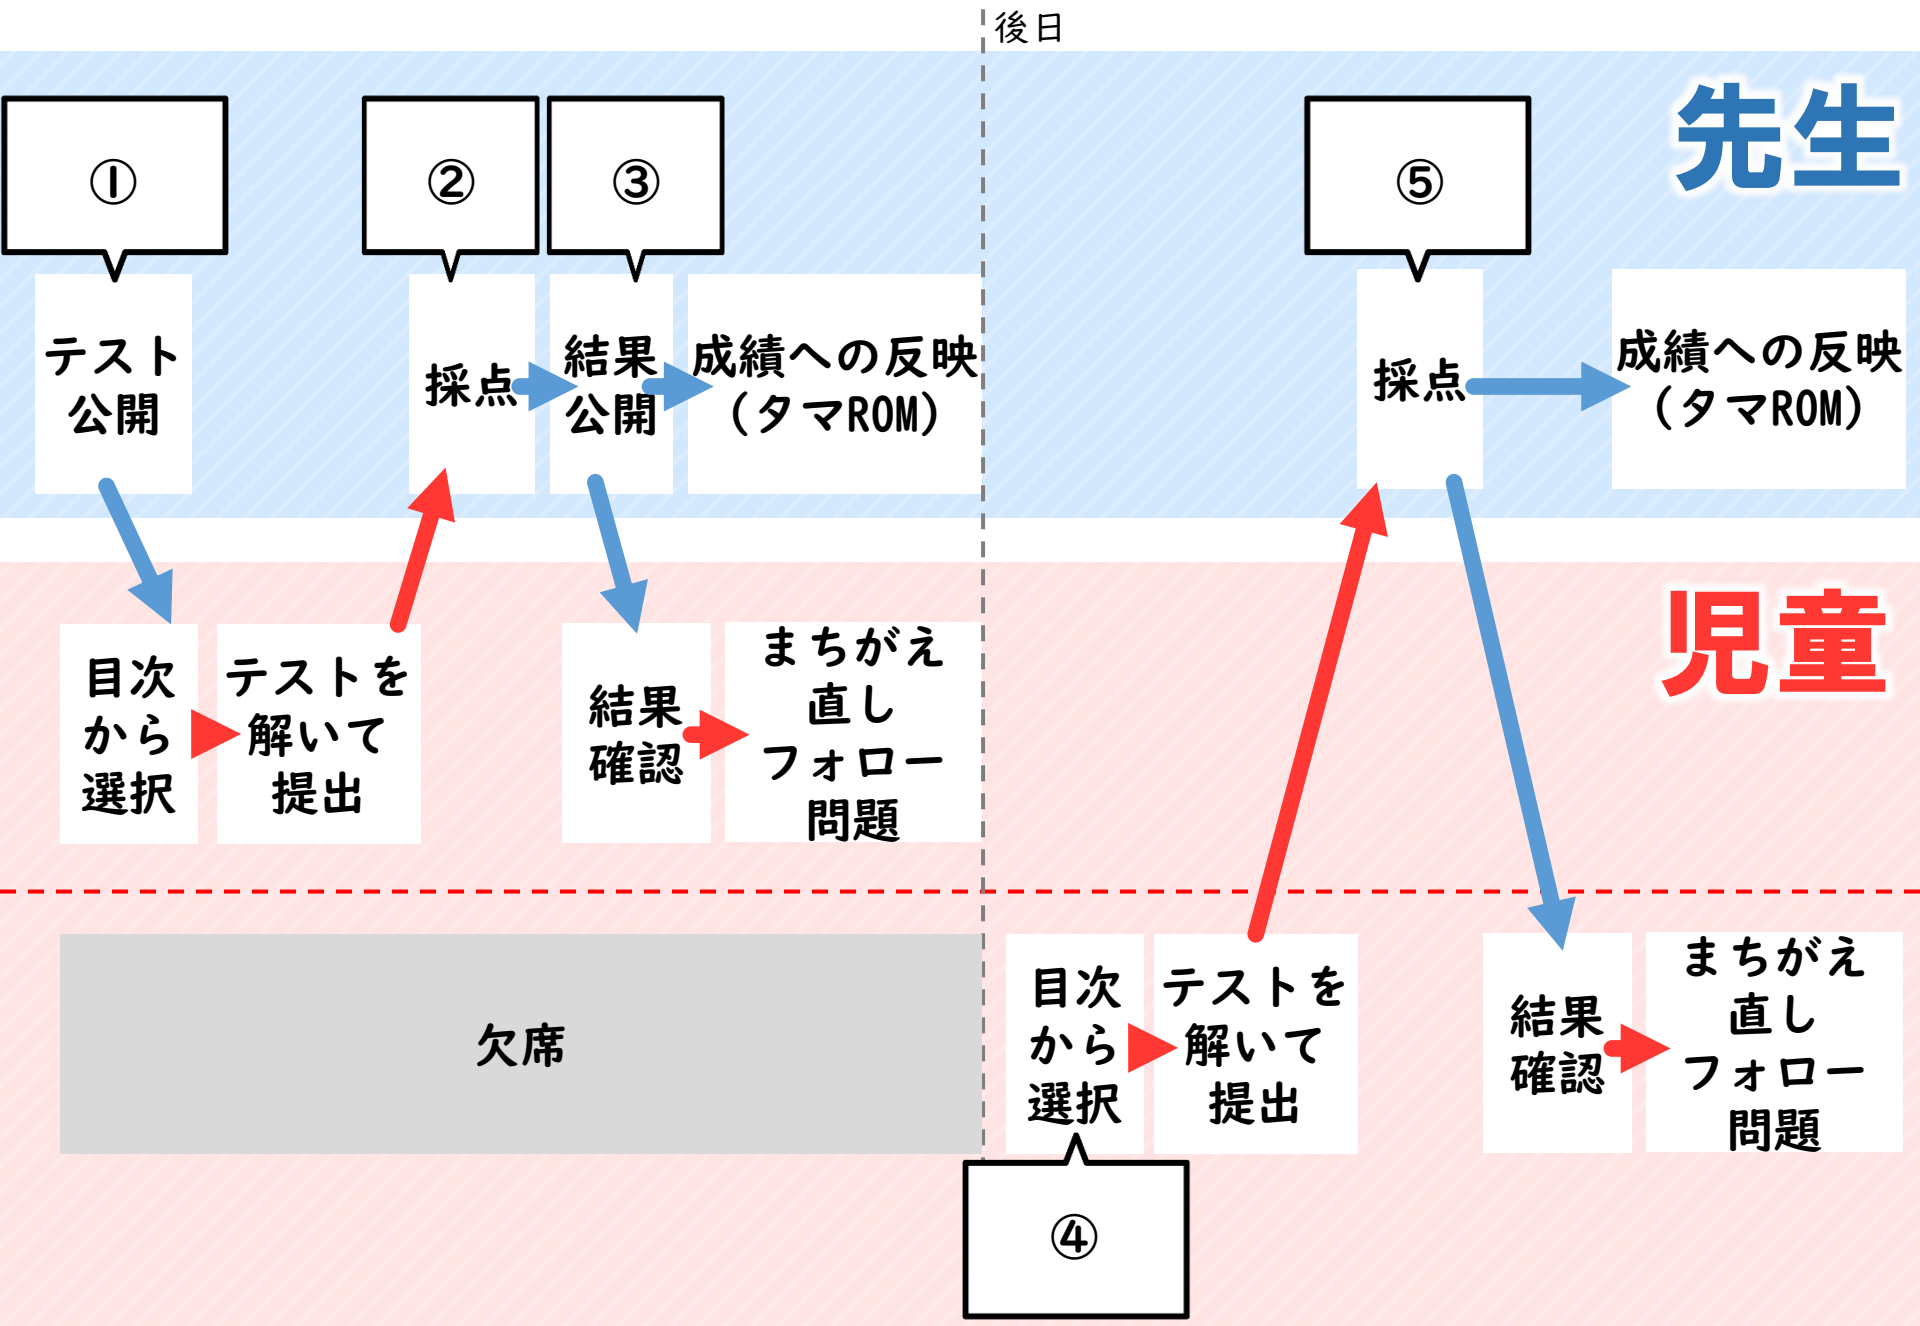 後日
先生
①
②
③
⑤
テスト
公開
採点
結果
公開
成績への反映
(タマROM)
採点
成績への反映
(タマROM)
児童
目次
から
選択
テストを
解いて
提出
結果
確認
まちがえ
直し
フォロー
問題
欠席
目次
から
選択
テストを
解いて
提出
結果
確認
まちがえ
直し
フォロー
問題
④